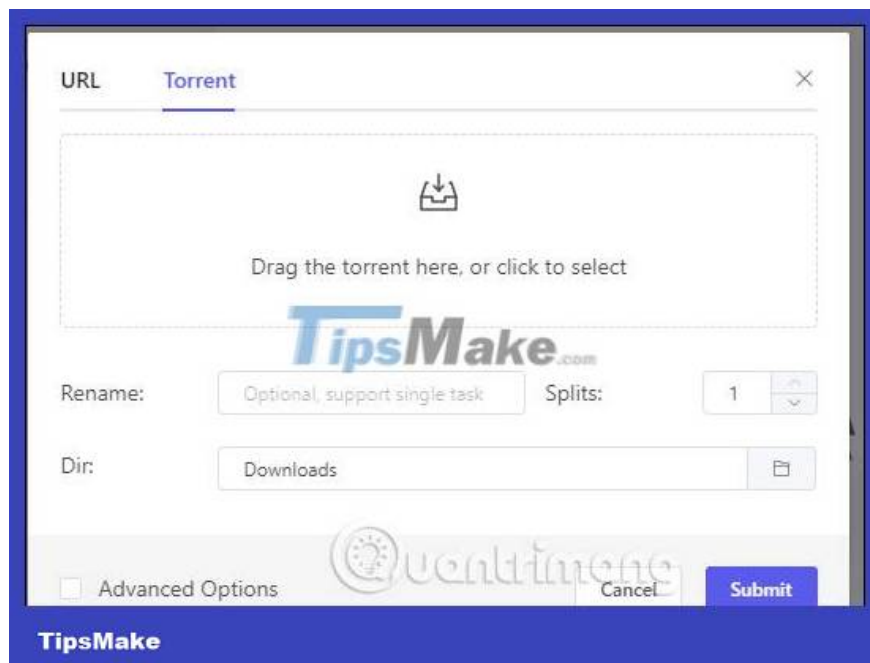 URL Torrent
Drag the torrent here, or click to select
TipsMake.com
Rename: Optional, support single task Splits: 1
Dir: Downloads
Quantrimang
Advanced Options Cancel Submit
TipsMake